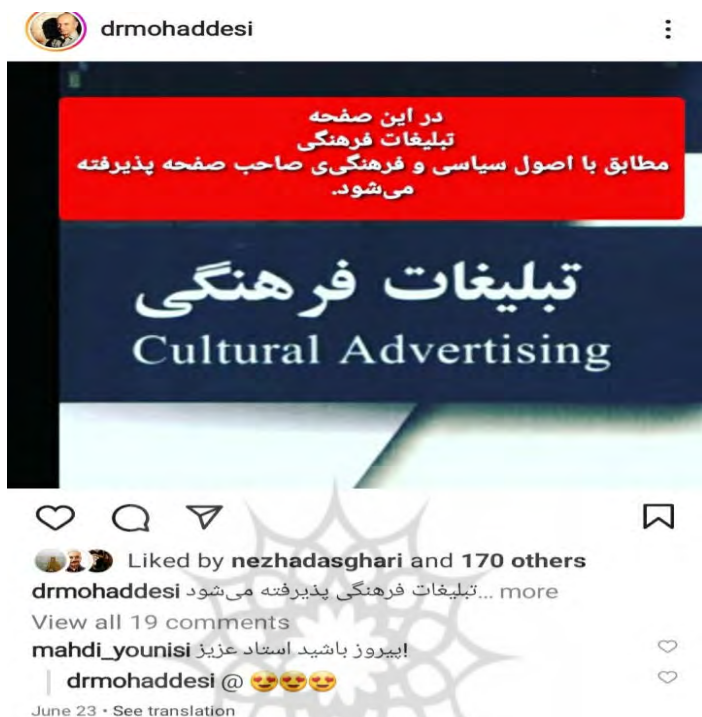 drmohaddesi
در این صفحه
تبلیغات فرهنگی
مطابق با اصول سیاسی و فرهنگی‌ی صاحب صفحه پذیرفته
می‌شود.
تبلیغات فرهنگی
Cultural Advertising
Liked by nezhadasghari and 170 others
drmohaddesi تبلیغات فرهنگی پذیرفته می‌شود... more
View all 19 comments
mahdi_younisi پیروز باشید استاد عزیز!
drmohaddesi @ 😍😍😍
June 23 • See translation